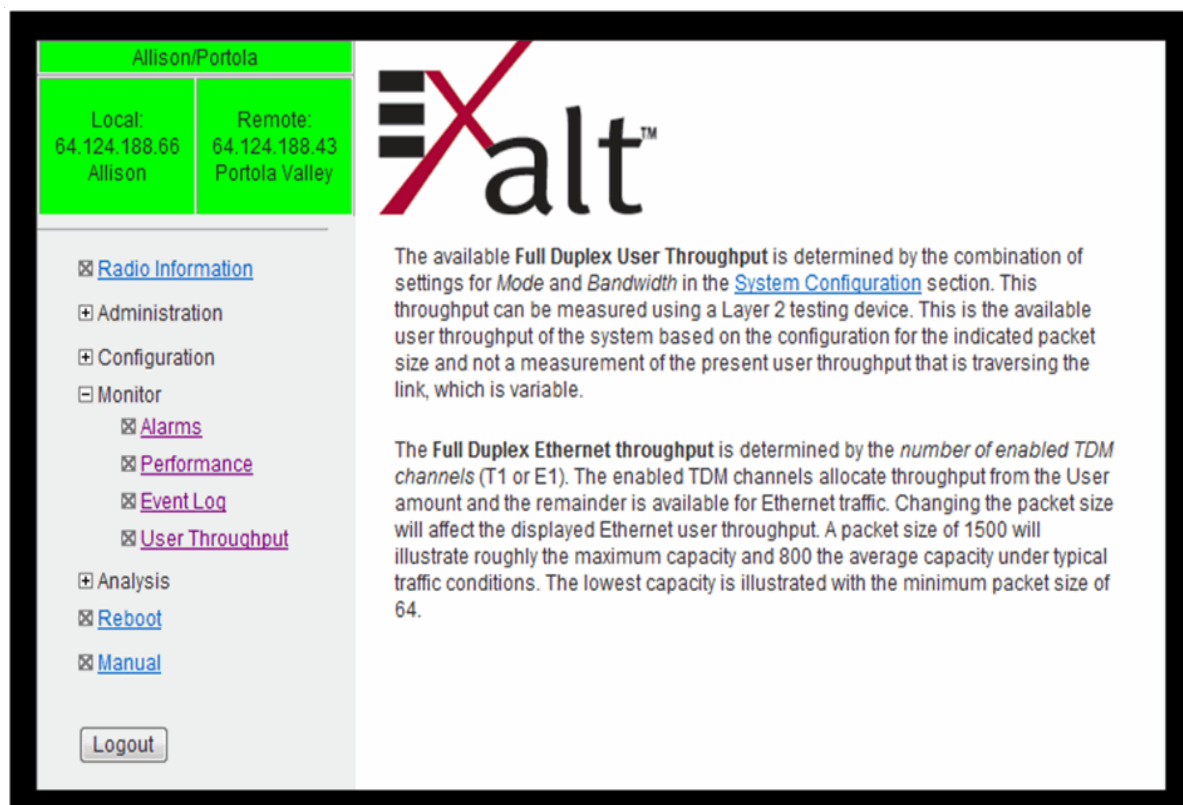 Allison/Portola
Local:
64.124.188.66
Allison
Remote:
64.124.188.43
Portola Valley
Radio Information
Administration
Configuration
Monitor
Alarms
Performance
Event Log
User Throughput
Analysis
Reboot
Manual
Logout
EXalt™
The available Full Duplex User Throughput is determined by the combination of
settings for Mode and Bandwidth in the System Configuration section. This
throughput can be measured using a Layer 2 testing device. This is the available
user throughput of the system based on the configuration for the indicated packet
size and not a measurement of the present user throughput that is traversing the
link, which is variable.
The Full Duplex Ethernet throughput is determined by the number of enabled TDM
channels (T1 or E1). The enabled TDM channels allocate throughput from the User
amount and the remainder is available for Ethernet traffic. Changing the packet size
will affect the displayed Ethernet user throughput. A packet size of 1500 will
illustrate roughly the maximum capacity and 800 the average capacity under typical
traffic conditions. The lowest capacity is illustrated with the minimum packet size of
64.